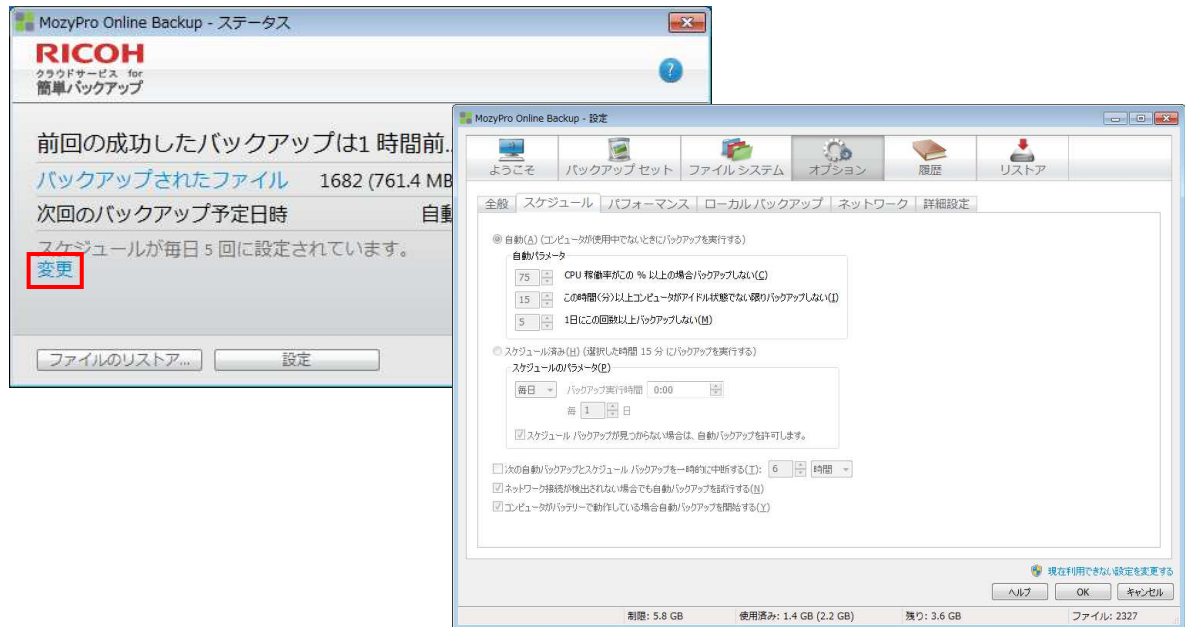 MozyPro Online Backup - ステータス
RICOH
クラウドサービス for
簡単バックアップ
?
前回の成功したバックアップは1 時間前..
バックアップされたファイル 1682 (761.4 MB
次回のバックアップ予定日時 自動
スケジュールが毎日 5 回に設定されています。
変更
ファイルのリストア... 設定
MozyPro Online Backup - 設定
ようこそ バックアップ セット ファイル システム オプション 履歴 リストア
全般 スケジュール パフォーマンス ローカル バックアップ ネットワーク 詳細設定
自動(A) (コンピュータが使用中でないときにバックアップを実行する)
自動パラメータ
75 CPU 稼働率がこの % 以上の場合バックアップしない(C)
15 この時間(分)以上コンピュータがアイドル状態でない限りバックアップしない(I)
5 1日にこの回数以上バックアップしない(M)
スケジュール済み(H) (選択した時間 15 分 にバックアップを実行する)
スケジュールのパラメータ(P)
毎日 バックアップ実行時間 0:00
毎 1 日
スケジュール バックアップが見つからない場合は、自動バックアップを許可します。
次の自動バックアップとスケジュール バックアップを一時的に中断する(T): 6 時間
ネットワーク接続が検出されない場合でも自動バックアップを試行する(N)
コンピュータがバッテリーで動作している場合自動バックアップを開始する(Y)
現在利用できない設定を変更する
ヘルプ OK キャンセル
制限: 5.8 GB 使用済み: 1.4 GB (2.2 GB) 残り: 3.6 GB ファイル: 2327